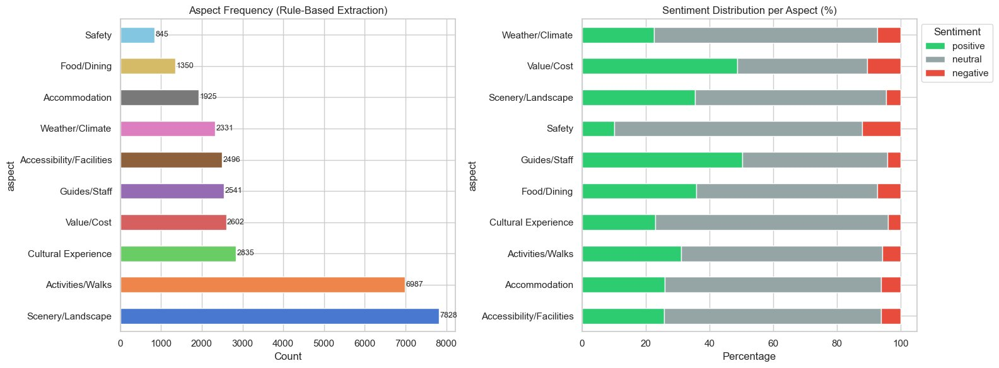 Aspect Frequency (Rule-Based Extraction)
Safety
845
Food/Dining
1350
Accommodation
1925
Weather/Climate
2331
Accessibility/Facilities
2496
Guides/Staff
2541
Value/Cost
2602
Cultural Experience
2835
Activities/Walks
6987
Scenery/Landscape
7828
aspect
0 1000 2000 3000 4000 5000 6000 7000 8000
Count
Sentiment Distribution per Aspect (%)
Weather/Climate
Value/Cost
Scenery/Landscape
Safety
Guides/Staff
Food/Dining
Cultural Experience
Activities/Walks
Accommodation
Accessibility/Facilities
aspect
0 20 40 60 80 100
Percentage
Sentiment
positive
neutral
negative